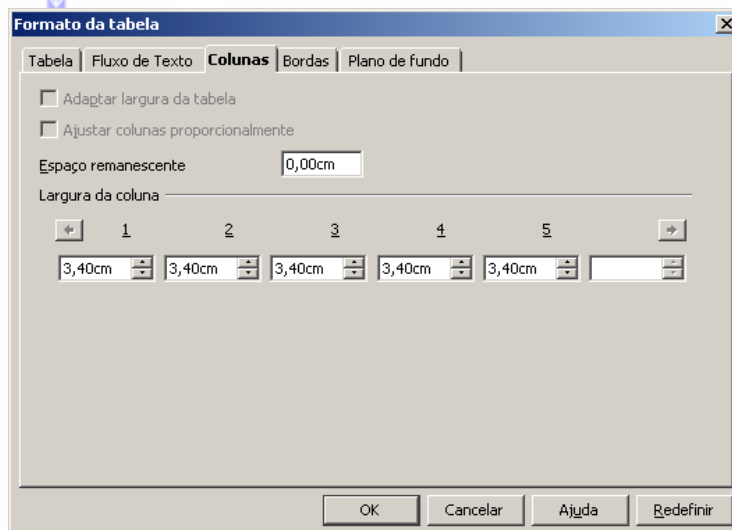 Formato da tabela
Tabela Fluxo de Texto Colunas Bordas Plano de fundo
Adaptar largura da tabela
Ajustar colunas proporcionalmente
Espaço remanescente 0,00cm
Largura da coluna
1 2 3 4 5
3,40cm 3,40cm 3,40cm 3,40cm 3,40cm
OK Cancelar Ajuda Redefinir